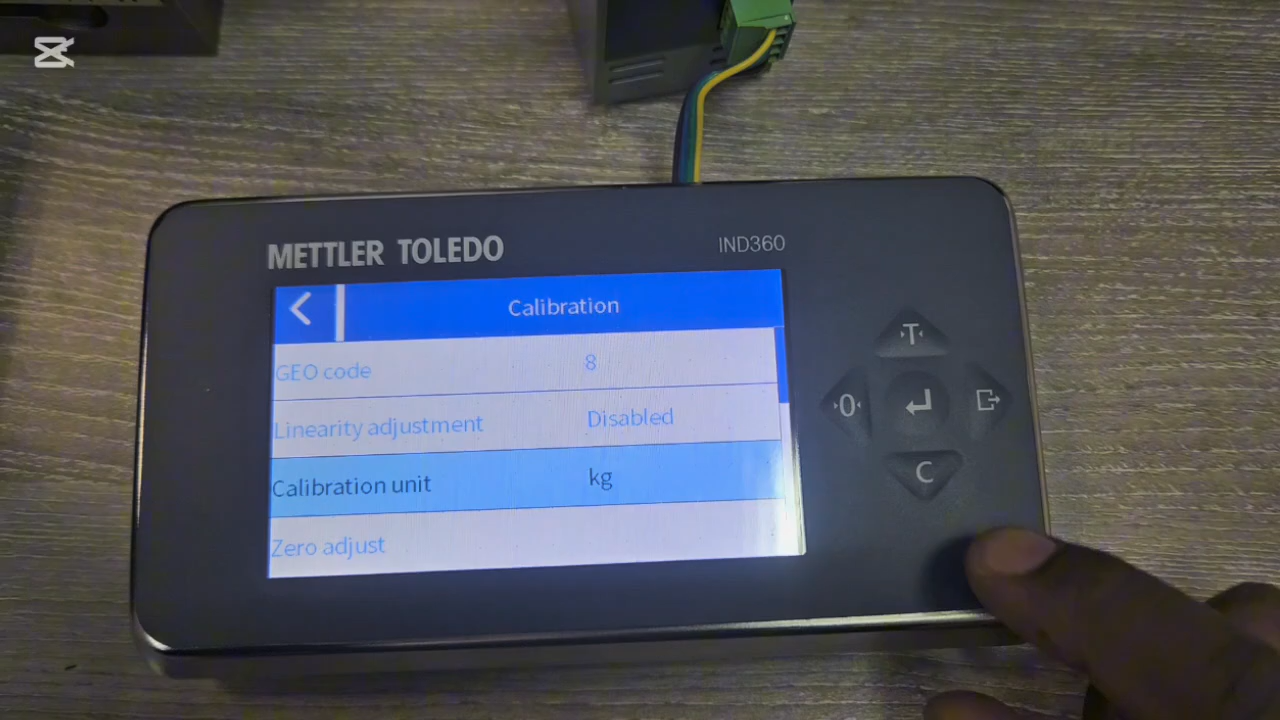 METTLER TOLEDO
IND360
Calibration
GEO code 8
Linearity adjustment Disabled
Calibration unit kg
Zero adjust
T
0
C